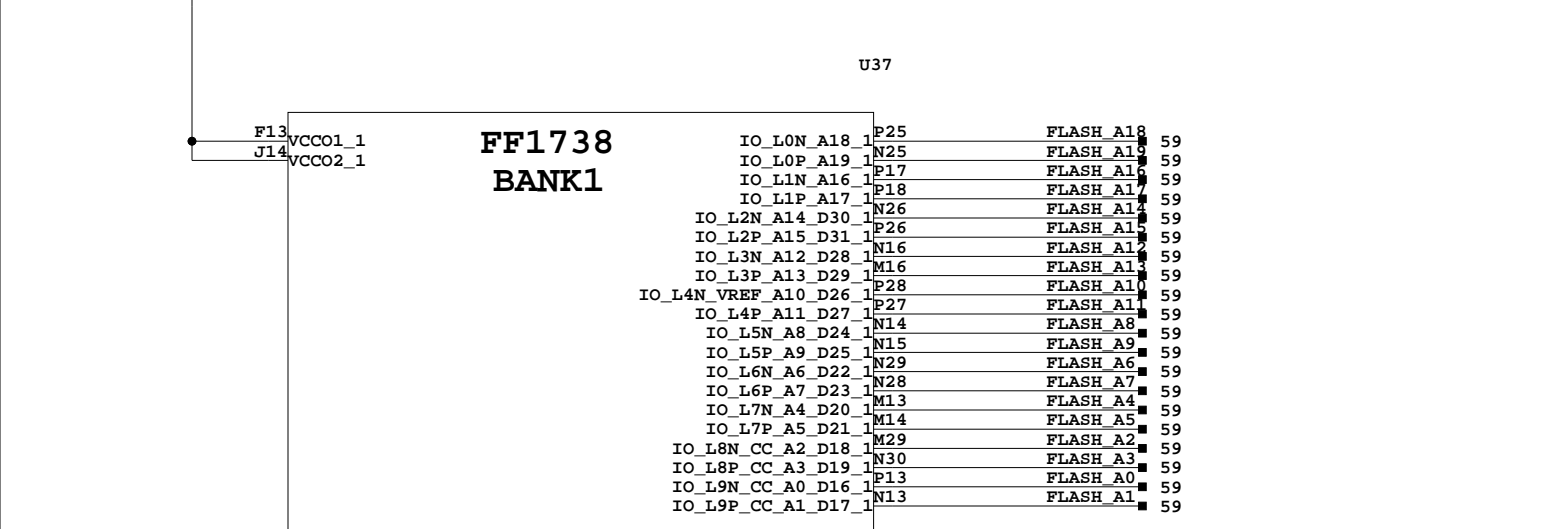 U37
F13 VCCO1_1
J14 VCCO2_1
FF1738
BANK1
IO_L0N_A18_1 P25 FLASH_A18 59
IO_L0P_A19_1 N25 FLASH_A19 59
IO_L1N_A16_1 P17 FLASH_A16 59
IO_L1P_A17_1 P18 FLASH_A17 59
IO_L2N_A14_D30_1 N26 FLASH_A14 59
IO_L2P_A15_D31_1 P26 FLASH_A15 59
IO_L3N_A12_D28_1 N16 FLASH_A12 59
IO_L3P_A13_D29_1 M16 FLASH_A13 59
IO_L4N_VREF_A10_D26_1 P28 FLASH_A10 59
IO_L4P_A11_D27_1 P27 FLASH_A11 59
IO_L5N_A8_D24_1 N14 FLASH_A8 59
IO_L5P_A9_D25_1 N15 FLASH_A9 59
IO_L6N_A6_D22_1 N29 FLASH_A6 59
IO_L6P_A7_D23_1 N28 FLASH_A7 59
IO_L7N_A4_D20_1 M13 FLASH_A4 59
IO_L7P_A5_D21_1 M14 FLASH_A5 59
IO_L8N_CC_A2_D18_1 M29 FLASH_A2 59
IO_L8P_CC_A3_D19_1 N30 FLASH_A3 59
IO_L9N_CC_A0_D16_1 P13 FLASH_A0 59
IO_L9P_CC_A1_D17_1 N13 FLASH_A1 59